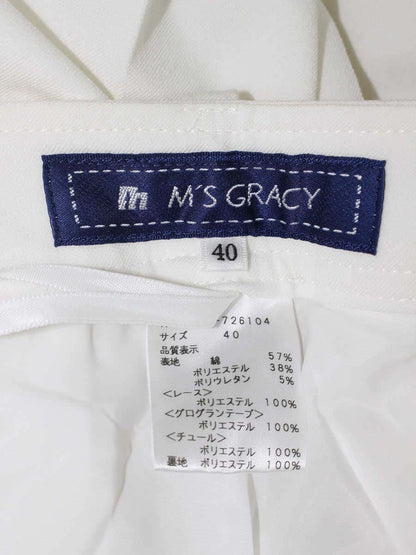 M'S GRACY
40
-726104
サイズ 40
品質表示
表地 綿 57%
ポリエステル 38%
ポリウレタン 5%
<レース>
ポリエステル 100%
<グログランテープ>
ポリエステル 100%
<チュール>
ポリエステル 100%
裏地 ポリエステル 100%